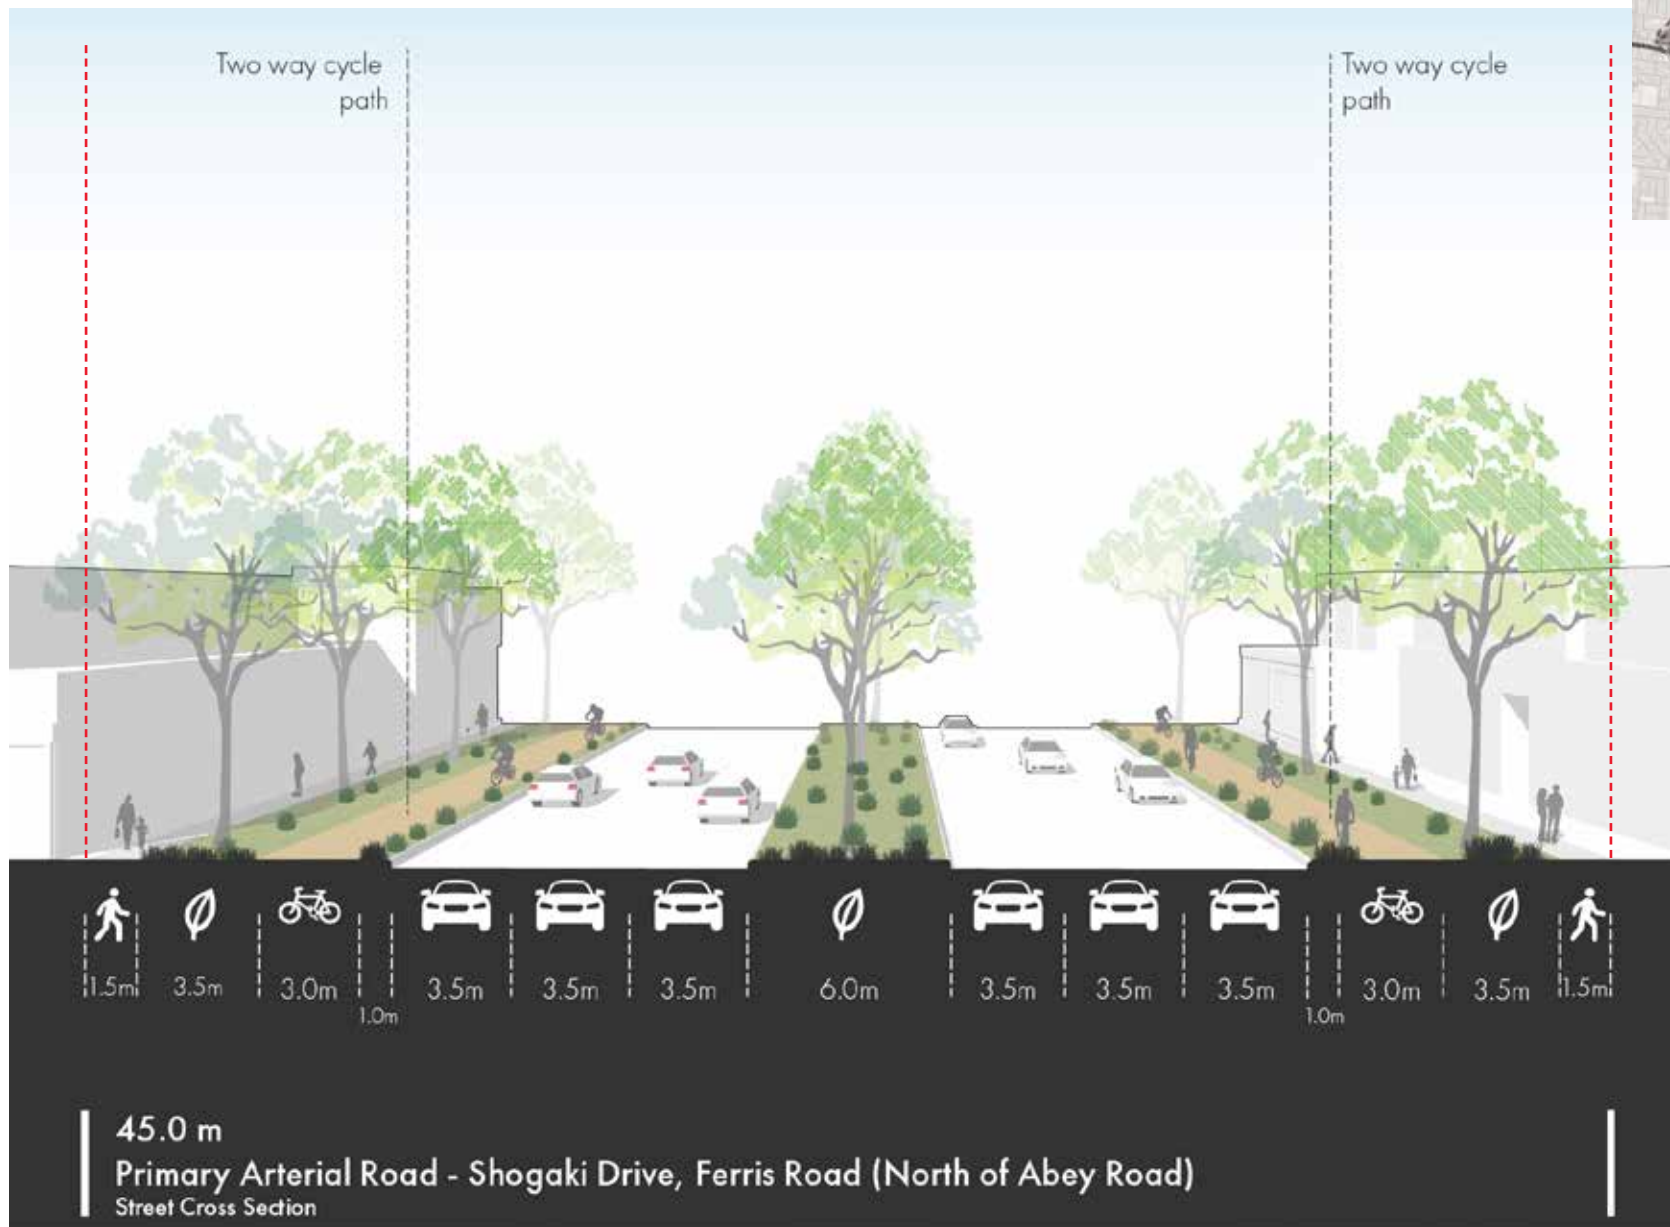 Two way cycle
path
Two way cycle
path
1.5m 3.5m 3.0m 3.5m 3.5m 3.5m 6.0m 3.5m 3.5m 3.5m 3.0m 3.5m 1.5m
1.0m 1.0m
45.0 m
Primary Arterial Road - Shogaki Drive, Ferris Road (North of Abey Road)
Street Cross Section